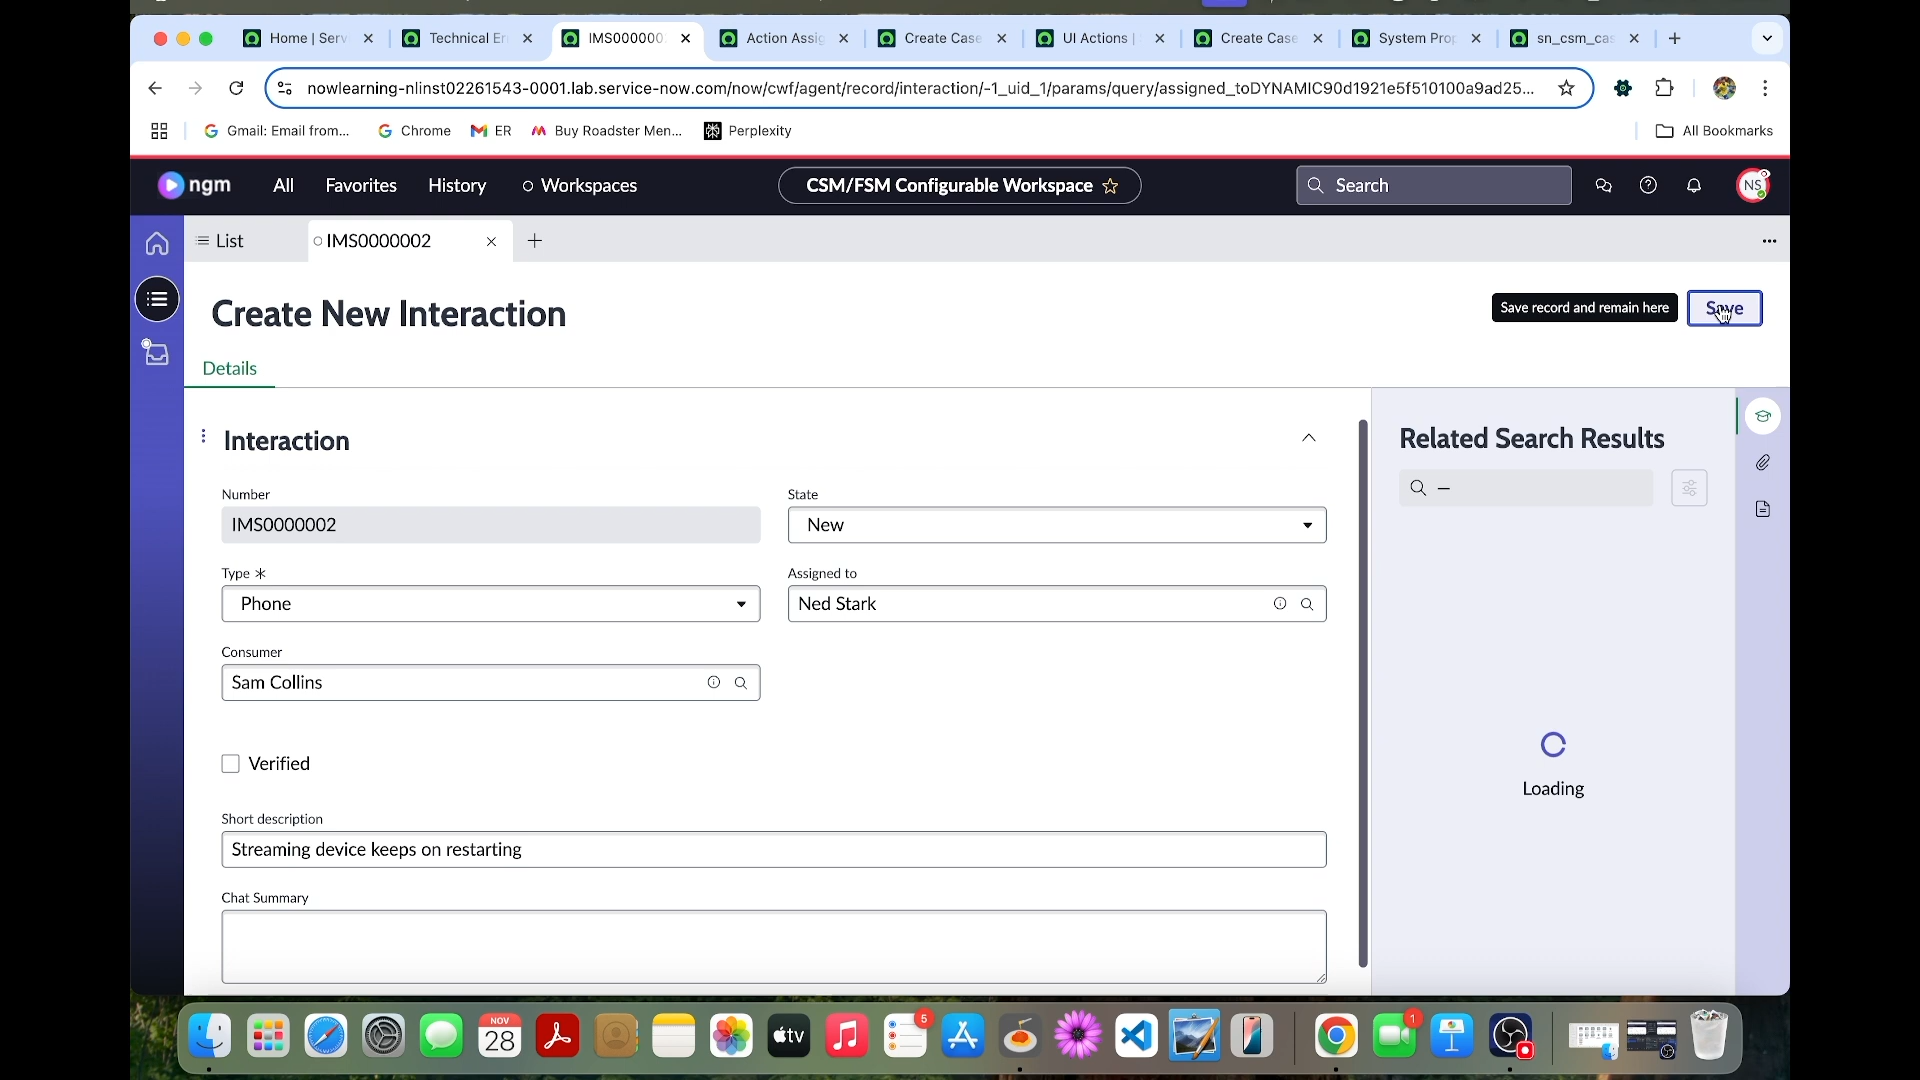 Home | Serv
Technical Er
IMS000000
Action Assig
Create Case
UI Actions |
Create Case
System Prop
sn_csm_cas
nowlearning-nlinst02261543-0001.lab.service-now.com/now/cwf/agent/record/interaction/-1_uid_1/params/query/assigned_toDYNAMIC90d1921e5f510100a9ad25...
Gmail: Email from...
Chrome
ER
Buy Roadster Men...
Perplexity
All Bookmarks
ngm
All
Favorites
History
Workspaces
CSM/FSM Configurable Workspace
Search
NS
List
IMS0000002
Create New Interaction
Save record and remain here
Save
Details
Interaction
Related Search Results
Number
State
IMS0000002
New
Type *
Assigned to
Phone
Ned Stark
Consumer
Sam Collins
Verified
Loading
Short description
Streaming device keeps on restarting
Chat Summary
NOV
28
tv
5
1